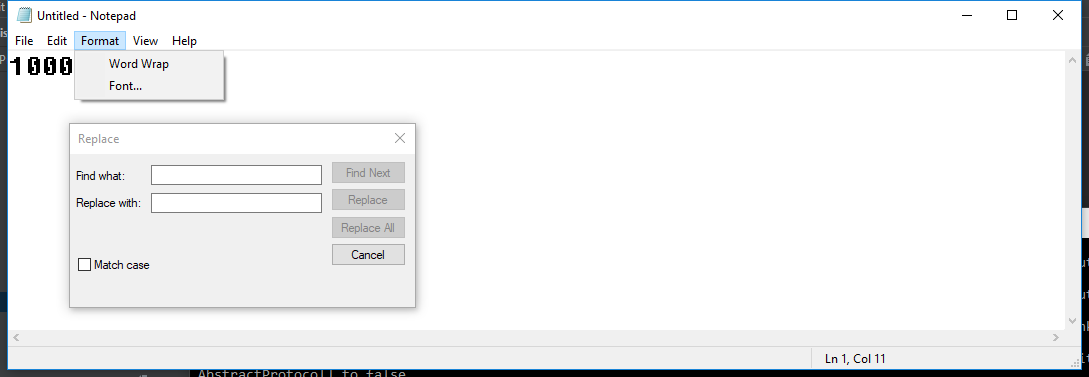 Untitled - Notepad
File Edit Format View Help
1000
Word Wrap
Font...
Replace
Find what:
Find Next
Replace with:
Replace
Replace All
Match case
Cancel
Ln 1, Col 11
AbstractProtocol] to false